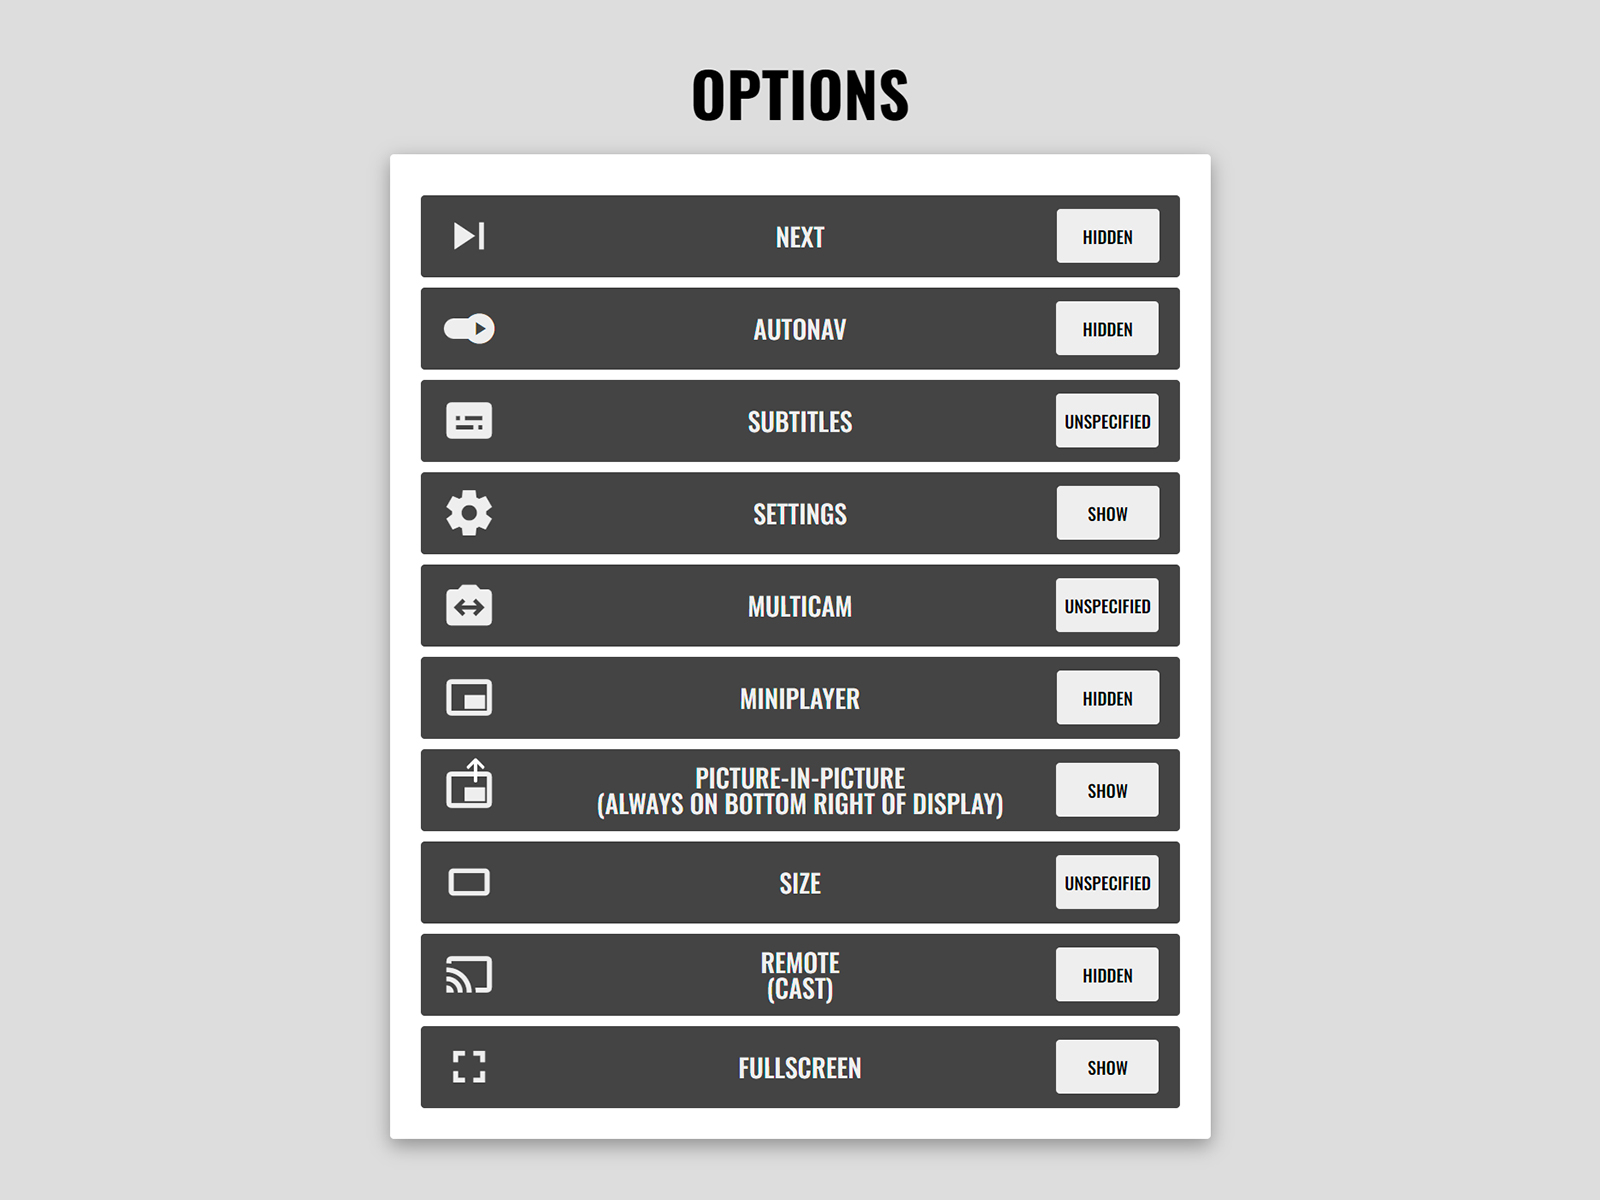 OPTIONS
NEXT
HIDDEN
AUTONAV
HIDDEN
SUBTITLES
UNSPECIFIED
SETTINGS
SHOW
MULTICAM
UNSPECIFIED
MINIPLAYER
HIDDEN
PICTURE-IN-PICTURE
(ALWAYS ON BOTTOM RIGHT OF DISPLAY)
SHOW
SIZE
UNSPECIFIED
REMOTE
(CAST)
HIDDEN
FULLSCREEN
SHOW